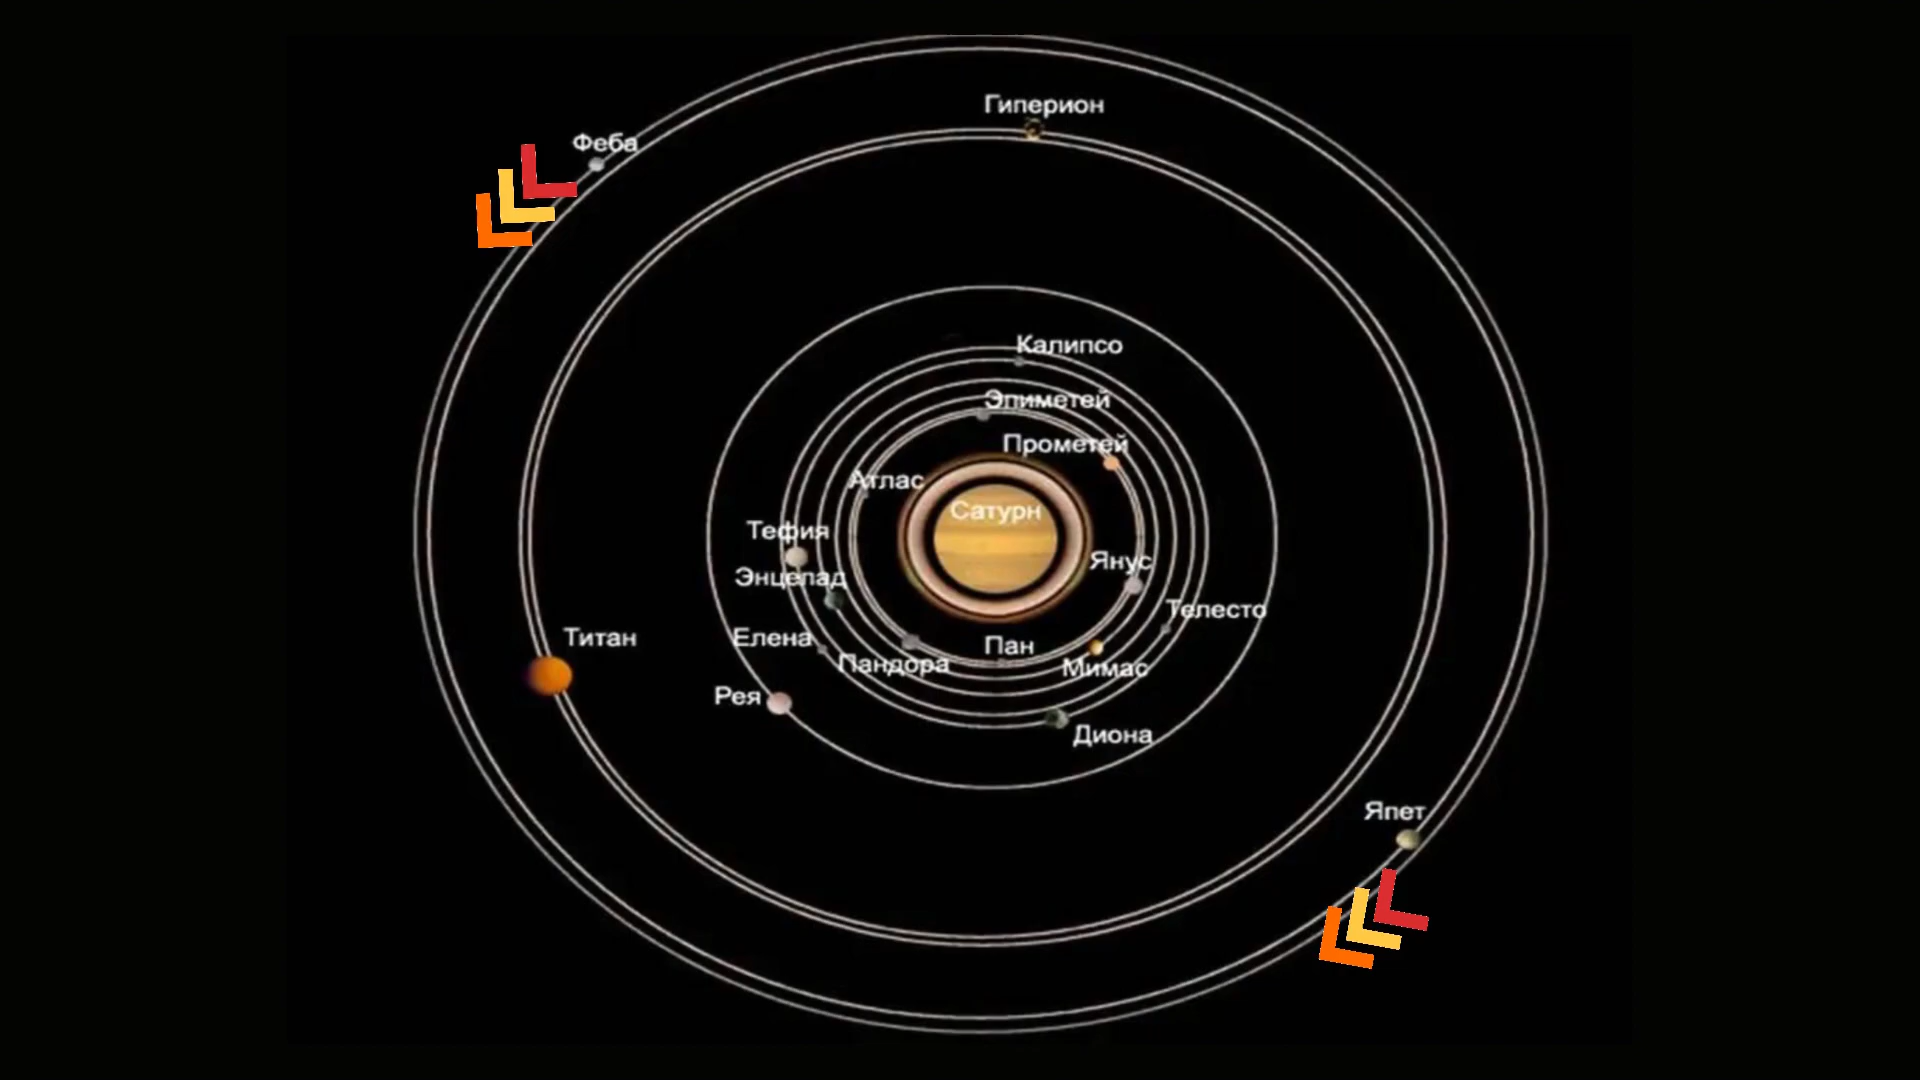 Гиперион
Феба
Калипсо
Эпиметей
Прометей
Атлас
Сатурн
Тефия
Янус
Энцелад
Телесто
Титан
Елена
Пан
Пандора
Мимас
Рея
Диона
Япет